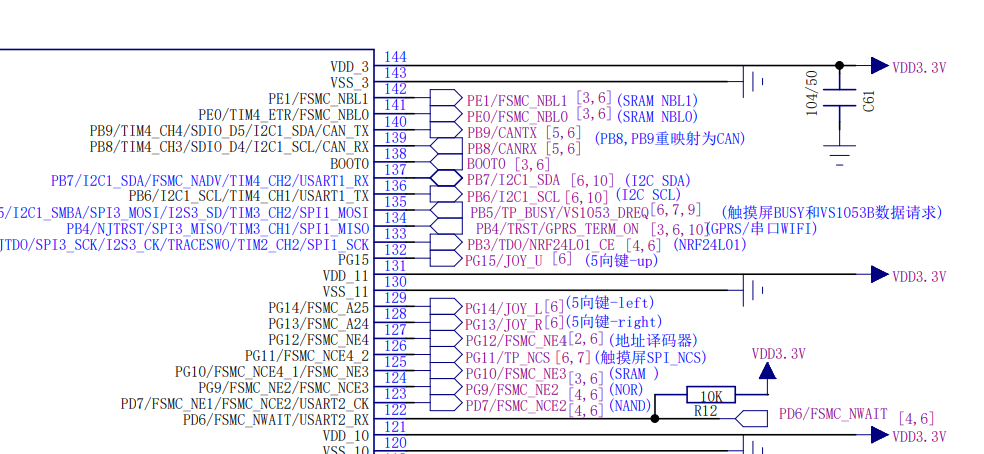 144
VDD_3 VDD3.3V
143
VSS_3
142
PE1/FSMC_NBL1 PE1/FSMC_NBL1 [3,6] (SRAM NBL1)
141
PE0/TIM4_ETR/FSMC_NBL0 PE0/FSMC_NBL0 [3,6] (SRAM NBL0)
104/50 C61
140
PB9/TIM4_CH4/SDIO_D5/I2C1_SDA/CAN_TX PB9/CANTX [5,6]
(PB8,PB9重映射为CAN)
139
PB8/TIM4_CH3/SDIO_D4/I2C1_SCL/CAN_RX PB8/CANRX [5,6]
138
BOOT0 BOOT0 [3,6]
137
PB7/I2C1_SDA/FSMC_NADV/TIM4_CH2/USART1_RX PB7/I2C1_SDA [6,10] (I2C SDA)
136
PB6/I2C1_SCL/TIM4_CH1/USART1_TX PB6/I2C1_SCL [6,10] (I2C SCL)
135
5/I2C1_SMBA/SPI3_MOSI/I2S3_SD/TIM3_CH2/SPI1_MOSI PB5/TP_BUSY/VS1053_DREQ[6,7,9] (触摸屏BUSY和VS1053B数据请求)
134
PB4/NJTRST/SPI3_MISO/TIM3_CH1/SPI1_MISO PB4/TRST/GPRS_TERM_ON [3,6,10](GPRS/串口WIFI)
133
JTDO/SPI3_SCK/I2S3_CK/TRACESWO/TIM2_CH2/SPI1_SCK PB3/TDO/NRF24L01_CE [4,6] (NRF24L01)
132
PG15 PG15/JOY_U [6] (5向键-up)
131
VDD_11 VDD3.3V
130
VSS_11
129
PG14/FSMC_A25 PG14/JOY_L[6](5向键-left)
128
PG13/FSMC_A24 PG13/JOY_R[6](5向键-right)
127
PG12/FSMC_NE4 PG12/FSMC_NE4[2,6](地址译码器)
126
PG11/FSMC_NCE4_2 PG11/TP_NCS [6,7](触摸屏SPI_NCS)
VDD3.3V
125
PG10/FSMC_NCE4_1/FSMC_NE3 PG10/FSMC_NE3[3,6] (SRAM )
124
PG9/FSMC_NE2/FSMC_NCE3 PG9/FSMC_NE2 [4,6] (NOR)
123
PD7/FSMC_NE1/FSMC_NCE2/USART2_CK PD7/FSMC_NCE2[4,6] (NAND)
10K
R12
122
PD6/FSMC_NWAIT/USART2_RX PD6/FSMC_NWAIT [4,6]
121
VDD_10 VDD3.3V
120
VSS_10